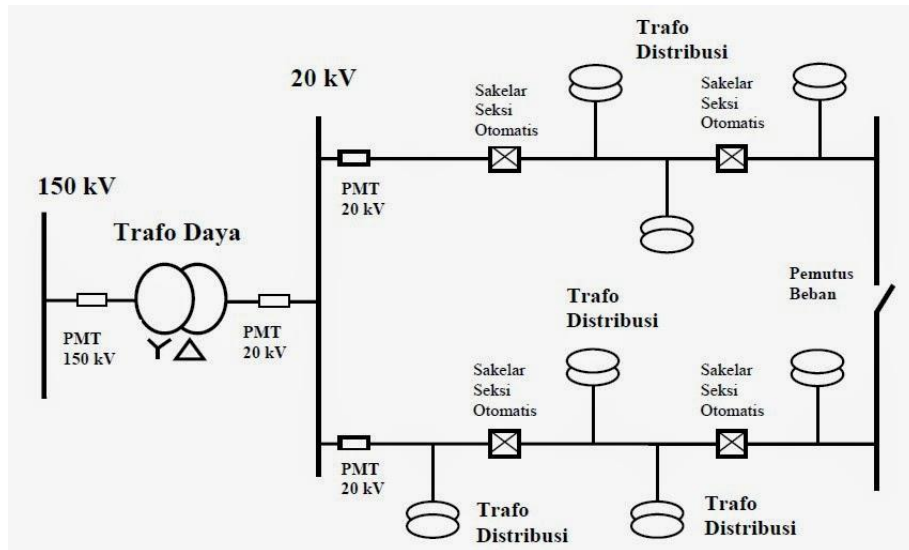 Trafo
Distribusi
20 kV
Sakelar
Seksi
Otomatis
Sakelar
Seksi
Otomatis
PMT
20 kV
150 kV
Trafo Daya
PMT
150 kV
PMT
20 kV
Pemutus
Beban
Trafo
Distribusi
Sakelar
Seksi
Otomatis
Sakelar
Seksi
Otomatis
PMT
20 kV
Trafo
Distribusi
Trafo
Distribusi